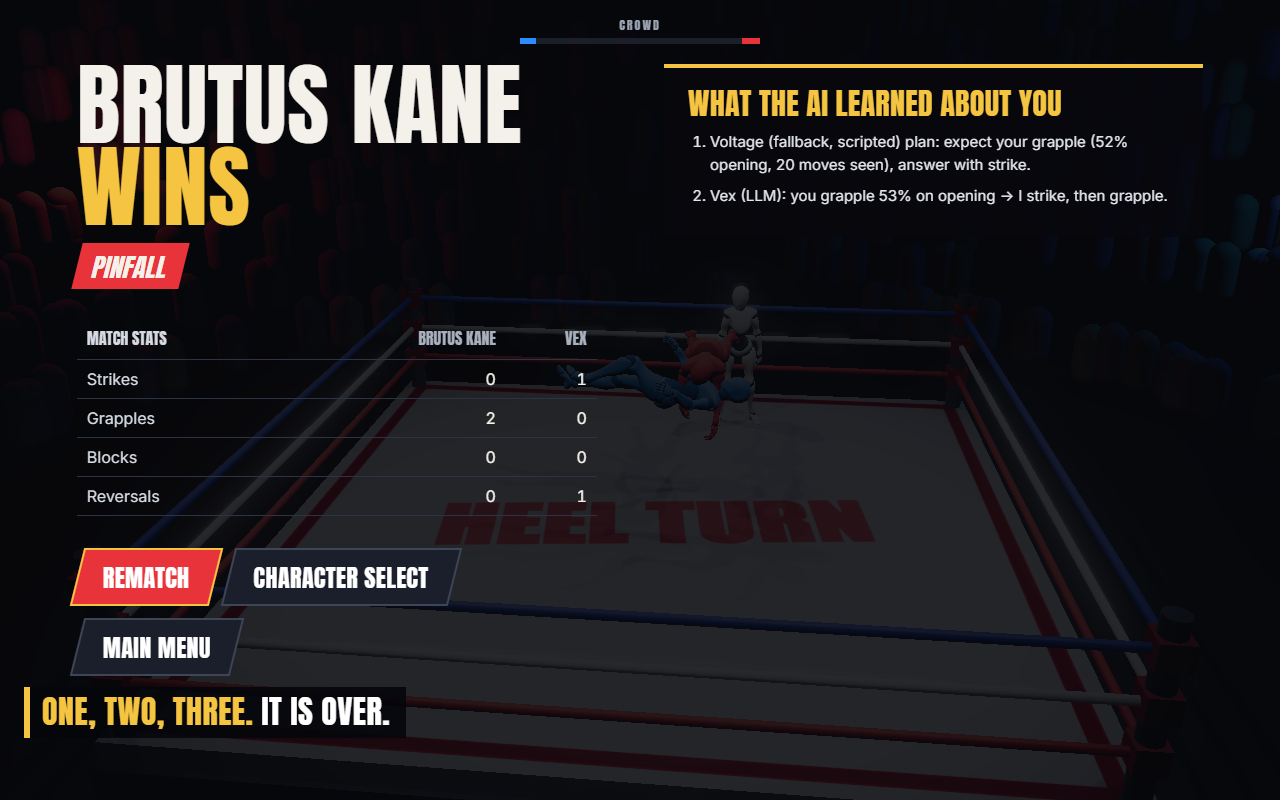 CROWD
BRUTUS KANE
WINS
PINFALL
WHAT THE AI LEARNED ABOUT YOU
1. Voltage (fallback, scripted) plan: expect your grapple (52%
opening, 20 moves seen), answer with strike.
2. Vex (LLM): you grapple 53% on opening → I strike, then grapple.
MATCH STATS BRUTUS KANE VEX
Strikes 0 1
Grapples 2 0
Blocks 0 0
Reversals 0 1
HEEL TURN
REMATCH
CHARACTER SELECT
MAIN MENU
ONE, TWO, THREE. IT IS OVER.